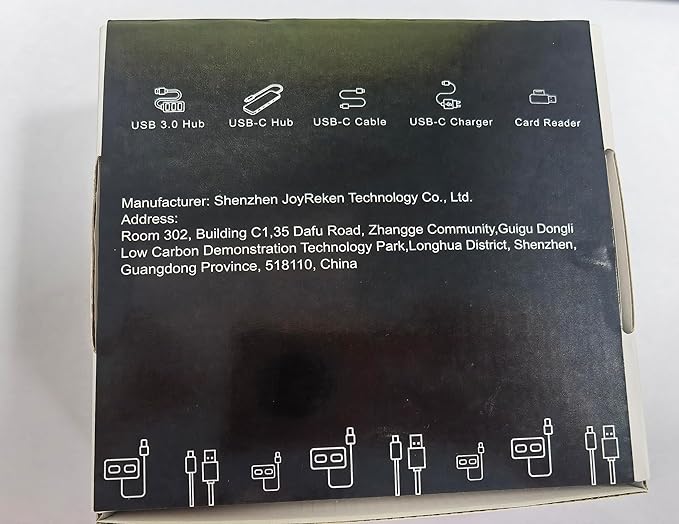 USB 3.0 Hub USB-C Hub USB-C Cable USB-C Charger Card Reader
Manufacturer: Shenzhen JoyReken Technology Co., Ltd.
Address:
Room 302, Building C1,35 Dafu Road, Zhangge Community,Guigu Dongli
Low Carbon Demonstration Technology Park,Longhua District, Shenzhen,
Guangdong Province, 518110, China